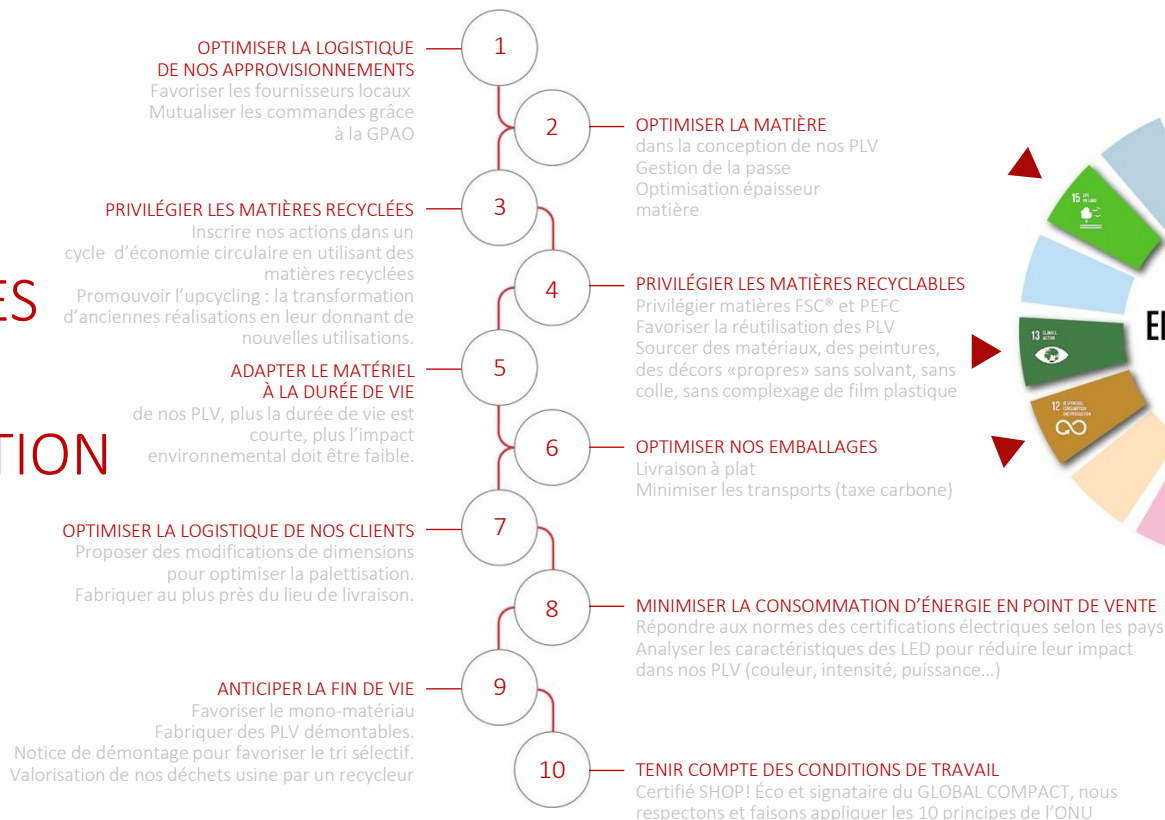 1
OPTIMISER LA LOGISTIQUE
DE NOS APPROVISIONNEMENTS
Favoriser les fournisseurs locaux
Mutualiser les commandes grâce
à la GPAO
2
OPTIMISER LA MATIÈRE
dans la conception de nos PLV
Gestion de la passe
Optimisation épaisseur
matière
3
PRIVILÉGIER LES MATIÈRES RECYCLÉES
Inscrire nos actions dans un
cycle d'économie circulaire en utilisant des
matières recyclées
Promouvoir l'upcycling : la transformation
d'anciennes réalisations en leur donnant de
nouvelles utilisations.
ES
TION
4
PRIVILÉGIER LES MATIÈRES RECYCLABLES
Privilégier matières FSC® et PEFC
Favoriser la réutilisation des PLV
Sourcer des matériaux, des peintures,
des décors «propres» sans solvant, sans
colle, sans complexage de film plastique
5
ADAPTER LE MATÉRIEL
À LA DURÉE DE VIE
de nos PLV, plus la durée de vie est
courte, plus l'impact
environnemental doit être faible.
6
OPTIMISER NOS EMBALLAGES
Livraison à plat
Minimiser les transports (taxe carbone)
7
OPTIMISER LA LOGISTIQUE DE NOS CLIENTS
Proposer des modifications de dimensions
pour optimiser la palettisation.
Fabriquer au plus près du lieu de livraison.
8
MINIMISER LA CONSOMMATION D'ÉNERGIE EN POINT DE VENTE
Répondre aux normes des certifications électriques selon les pays
Analyser les caractéristiques des LED pour réduire leur impact
dans nos PLV (couleur, intensité, puissance…)
9
ANTICIPER LA FIN DE VIE
Favoriser le mono-matériau
Fabriquer des PLV démontables.
Notice de démontage pour favoriser le tri sélectif.
Valorisation de nos déchets usine par un recycleur
10
TENIR COMPTE DES CONDITIONS DE TRAVAIL
Certifié SHOP! Éco et signataire du GLOBAL COMPACT, nous
respectons et faisons appliquer les 10 principes de l'ONU
15 LIFE
ON LAND
13 CLIMATE
ACTION
12 RESPONSIBLE
CONSUMPTION
AND PRODUCTION